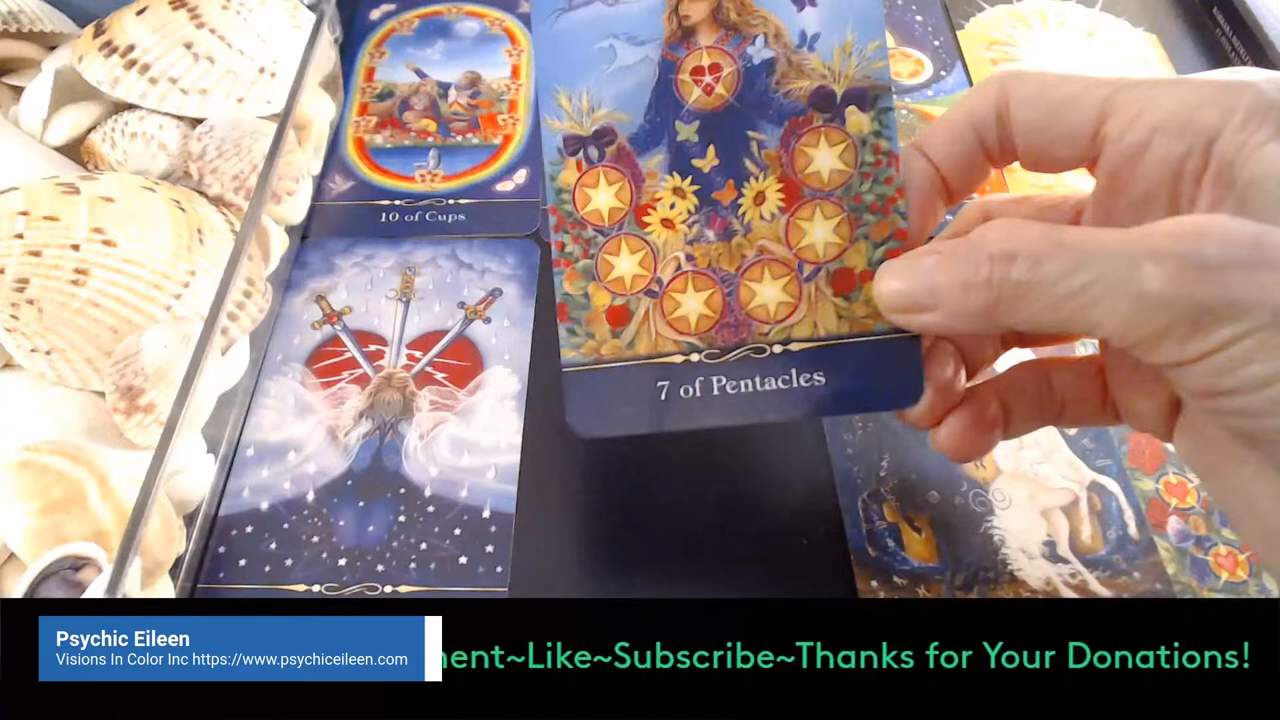 10 of Cups
7 of Pentacles
Psychic Eileen
Visions In Color Inc https://www.psychiceileen.com
~Like~Subscribe~Thanks for Your Donations!